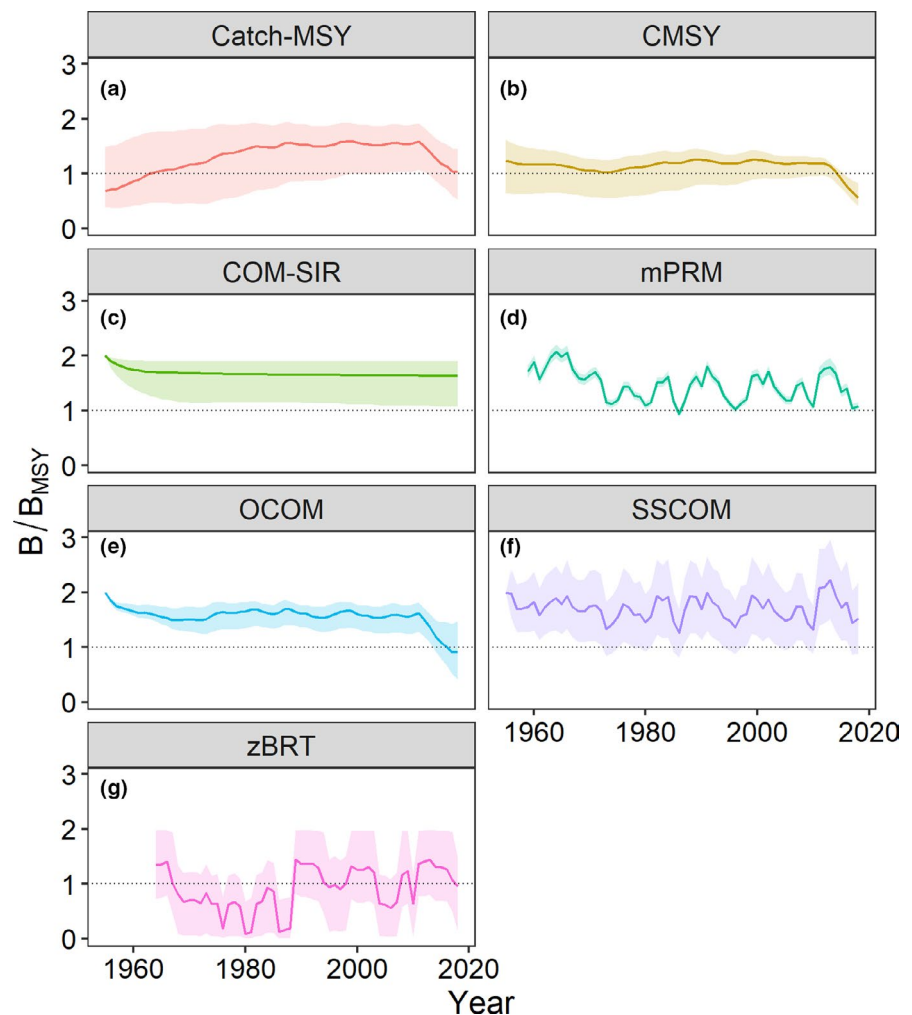 Catch-MSY
CMSY
3
(a)
(b)
2
1
0
COM-SIR
mPRM
3
(c)
(d)
2
1
0
B/B_MSY
OCOM
SSCOM
3
(e)
(f)
2
1
0
1960 1980 2000 2020
zBRT
3
(g)
2
1
0
1960 1980 2000 2020
Year